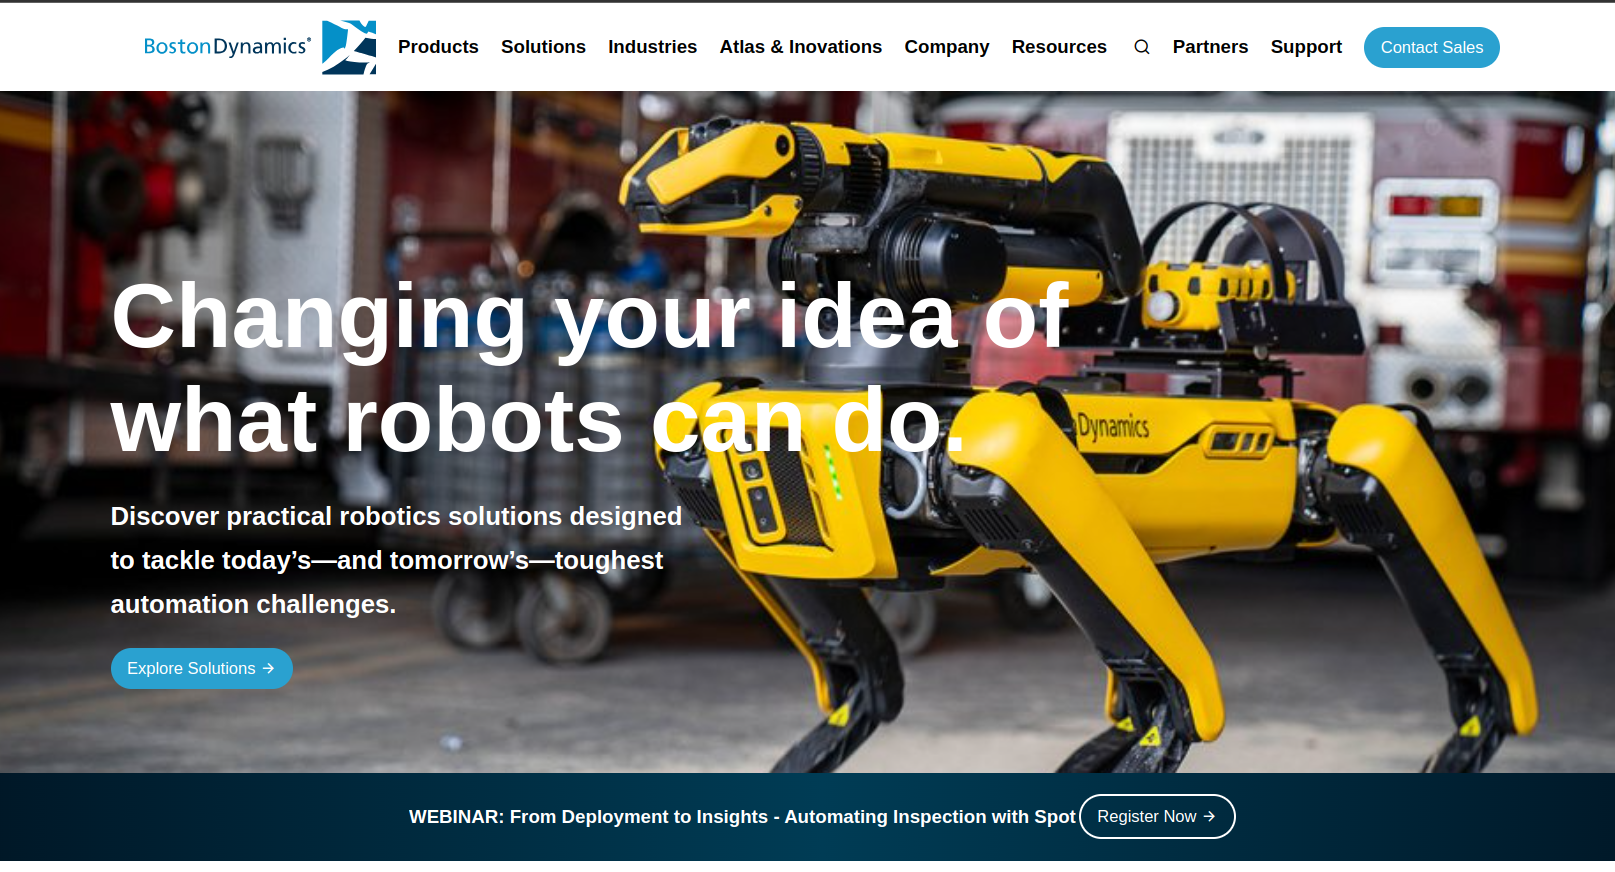 BostonDynamics®
Products Solutions Industries Atlas & Inovations Company Resources Partners Support Contact Sales
Changing your idea of
what robots can do.
Dynamics
Discover practical robotics solutions designed
to tackle today’s—and tomorrow’s—toughest
automation challenges.
Explore Solutions →
WEBINAR: From Deployment to Insights - Automating Inspection with Spot Register Now →